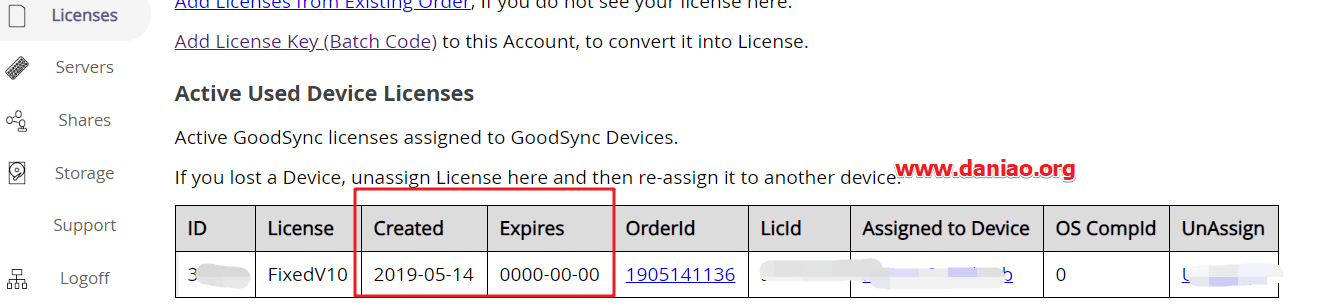 Licenses
Servers
Shares
Storage
Support
Logoff
Add Licenses from Existing Order, if you do not see your license here.
Add License Key (Batch Code) to this Account, to convert it into License.
Active Used Device Licenses
Active GoodSync licenses assigned to GoodSync Devices.
www.daniao.org
If you lost a Device, unassign License here and then re-assign it to another device.
ID License Created Expires OrderId LicId Assigned to Device OS CompId UnAssign
3 FixedV10 2019-05-14 0000-00-00 1905141136 0